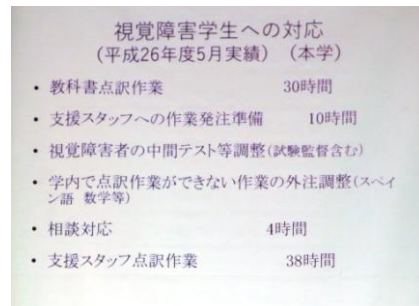 視覚障害学生への対応
(平成26年度5月実績) (本学)
• 教科書点訳作業 30時間
• 支援スタッフへの作業発注準備 10時間
• 視覚障害者の中間テスト等調整(試験監督含む)
• 学内で点訳作業ができない作業の外注調整(スペイ
ン語 数学等)
• 相談対応 4時間
• 支援スタッフ点訳作業 38時間